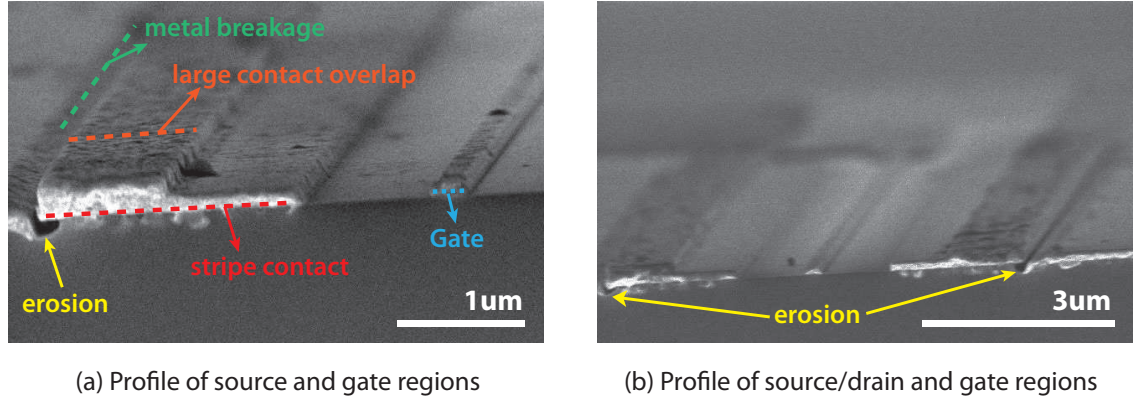 metal breakage
large contact overlap
Gate
stripe contact
erosion
1um
erosion
3um
(a) Profile of source and gate regions
(b) Profile of source/drain and gate regions